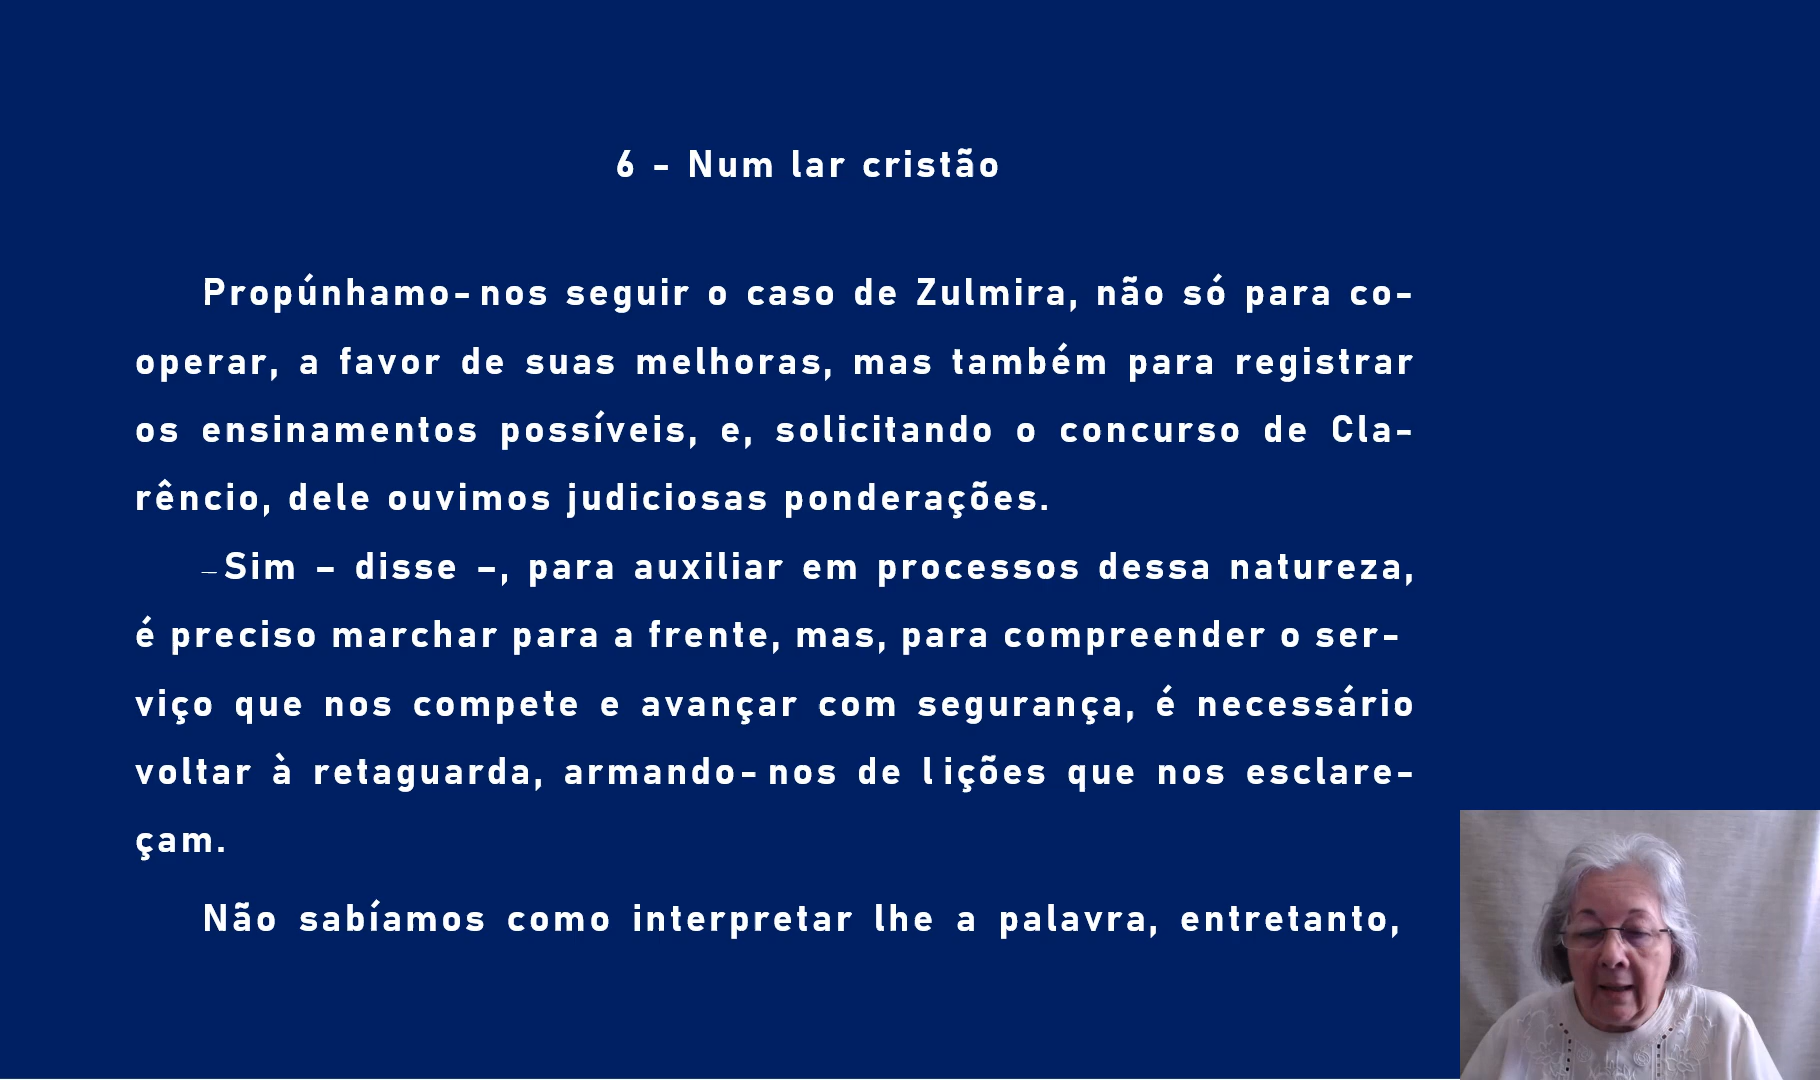 6 - Num lar cristão
Propúnhamo-nos seguir o caso de Zulmira, não só para co-
operar, a favor de suas melhoras, mas também para registrar
os ensinamentos possíveis, e, solicitando o concurso de Cla-
rêncio, dele ouvimos judiciosas ponderações.
–Sim – disse –, para auxiliar em processos dessa natureza,
é preciso marchar para a frente, mas, para compreender o ser-
viço que nos compete e avançar com segurança, é necessário
voltar à retaguarda, armando-nos de lições que nos esclare-
çam.
Não sabíamos como interpretar lhe a palavra, entretanto,